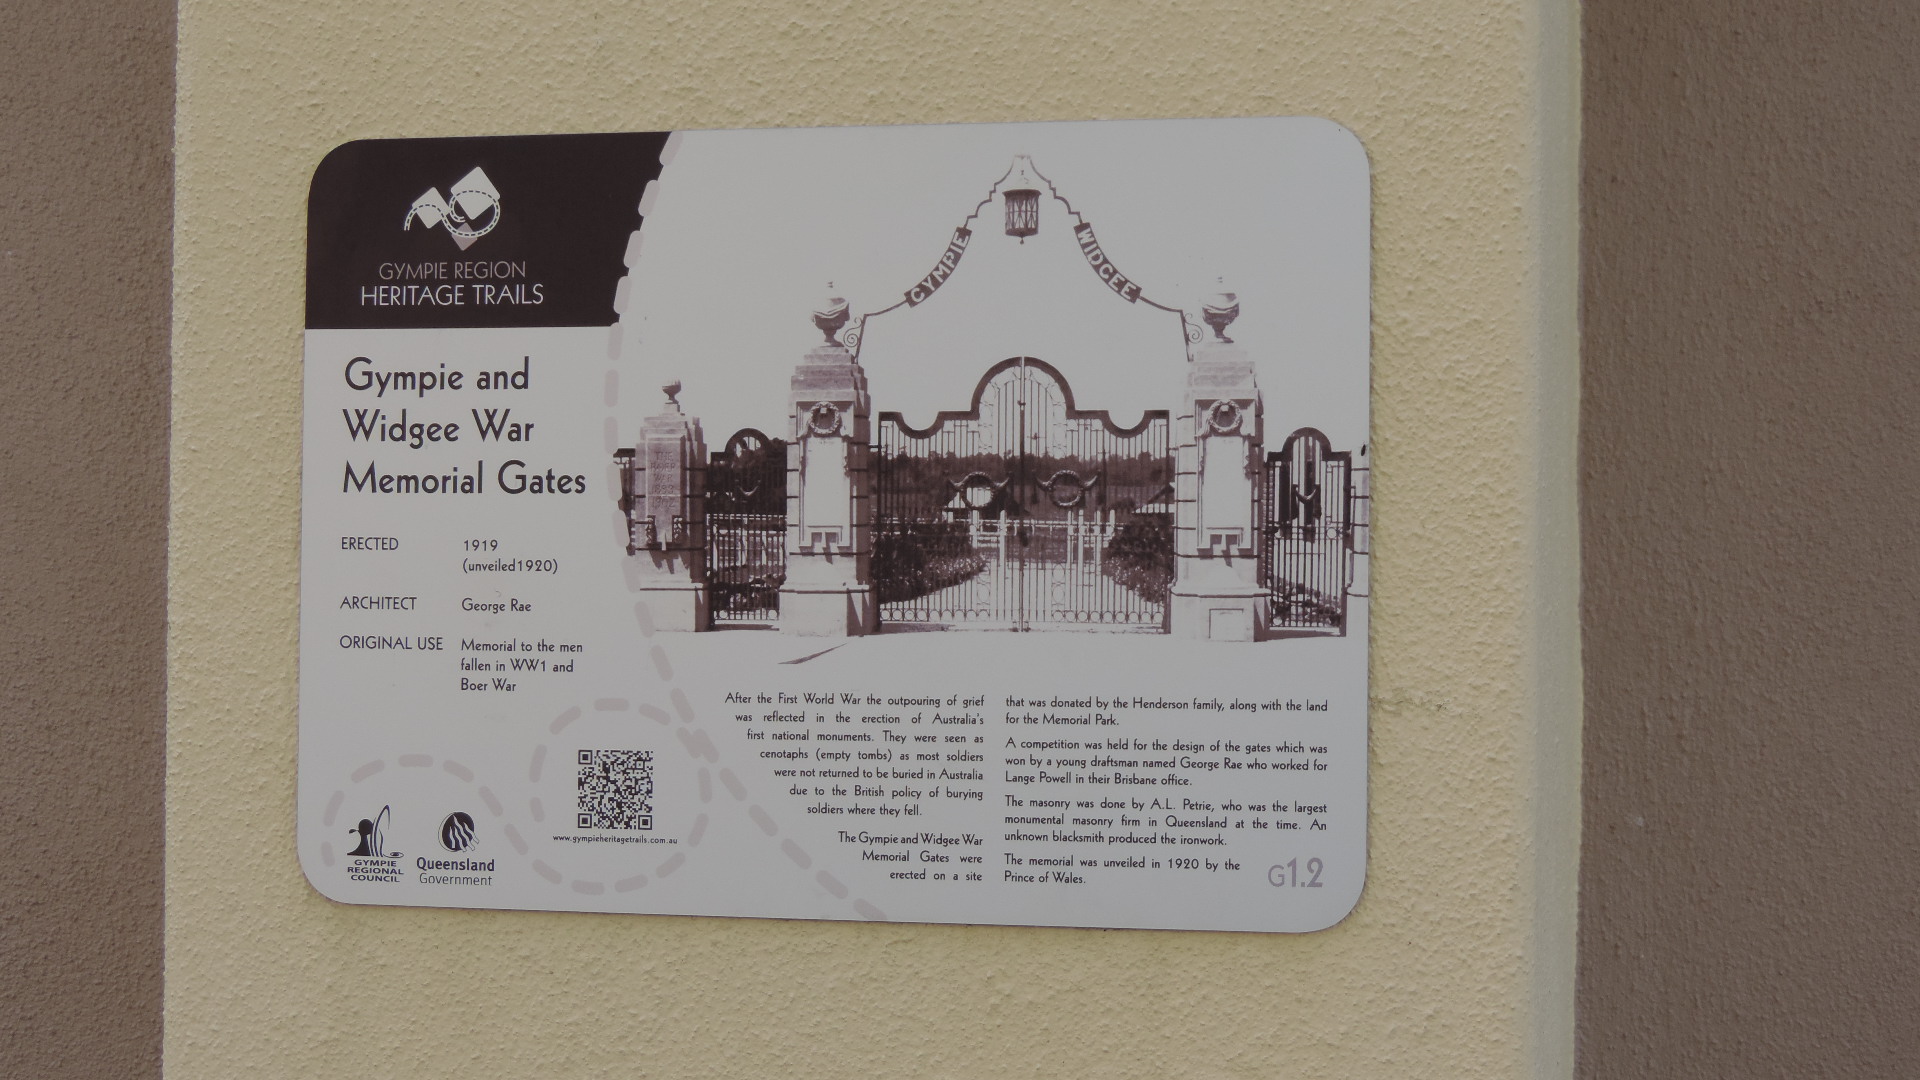 GYMPIE REGION
HERITAGE TRAILS
Gympie and
Widgee War
Memorial Gates
ERECTED 1919
(unveiled1920)
ARCHITECT George Rae
ORIGINAL USE Memorial to the men
fallen in WW1 and
Boer War
GYMPIE WIDGEE
THE
BOER
WAR
After the First World War the outpouring of grief
was reflected in the erection of Australia's
first national monuments. They were seen as
cenotaphs (empty tombs) as most soldiers
were not returned to be buried in Australia
due to the British policy of burying
soldiers where they fell.
The Gympie and Widgee War
Memorial Gates were
erected on a site
that was donated by the Henderson family, along with the land
for the Memorial Park.
A competition was held for the design of the gates which was
won by a young draftsman named George Rae who worked for
Lange Powell in their Brisbane office.
The masonry was done by A.L. Petrie, who was the largest
monumental masonry firm in Queensland at the time. An
unknown blacksmith produced the ironwork.
The memorial was unveiled in 1920 by the
Prince of Wales.
G1.2
www.gympieheritagetrails.com.au
GYMPIE
REGIONAL
COUNCIL
Queensland
Government